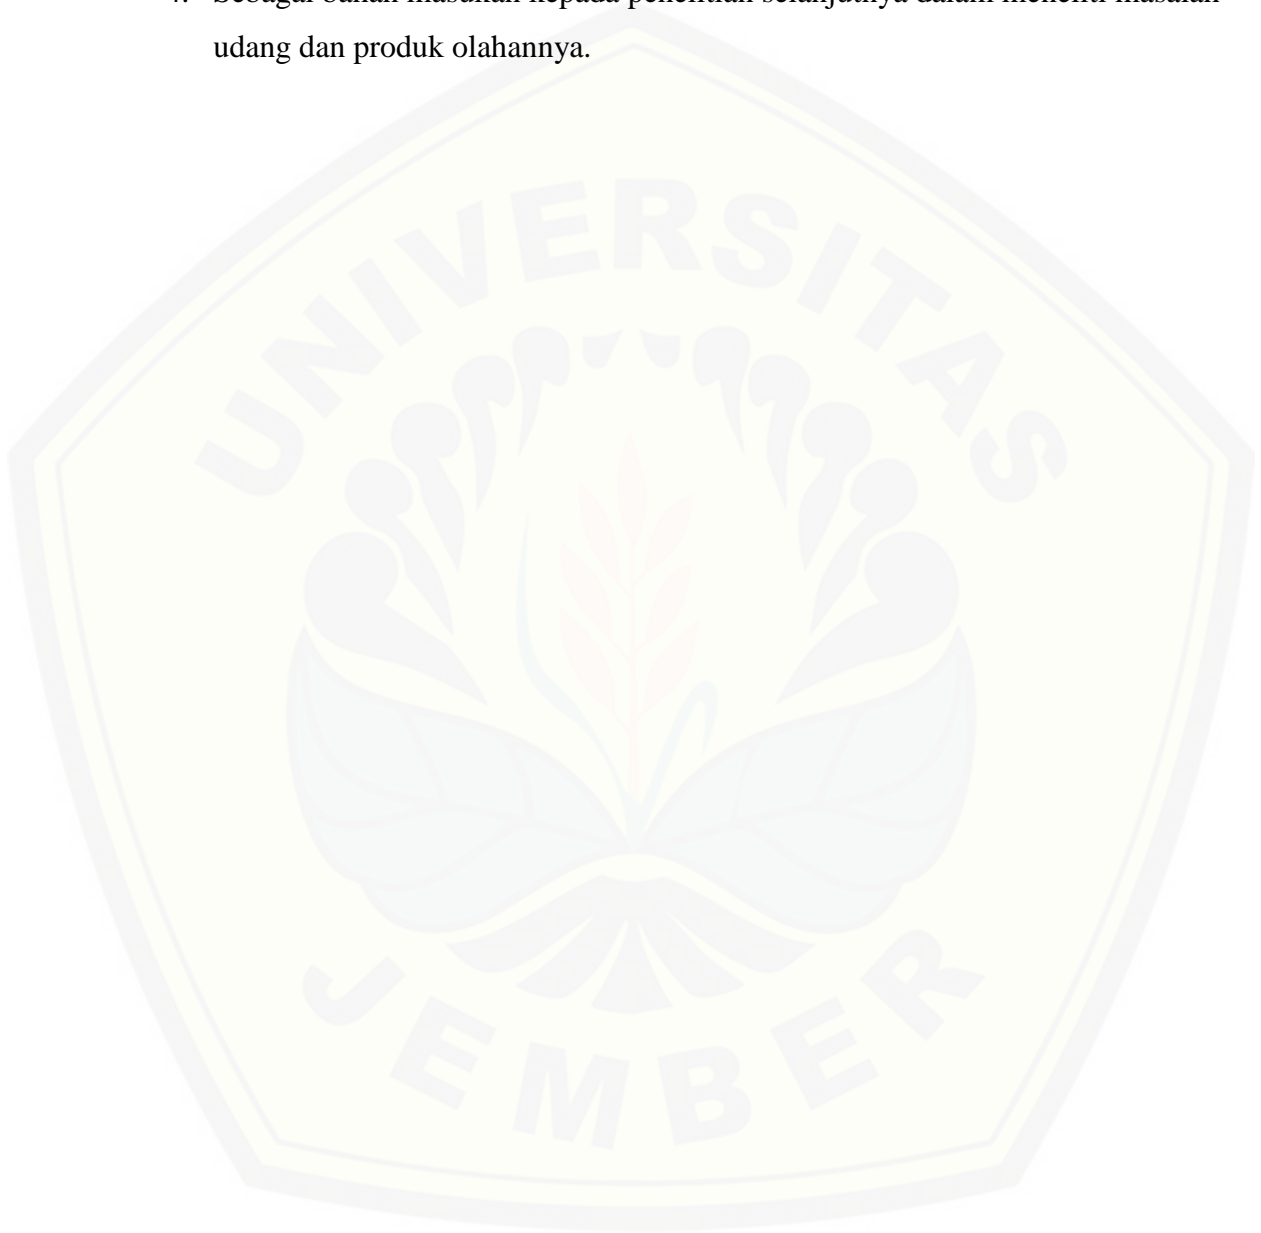 4. Sebagai bahan masukan kepada penelitian selanjutnya dalam meneliti masalah
udang dan produk olahannya.
UNIVERSITAS
JEMBER